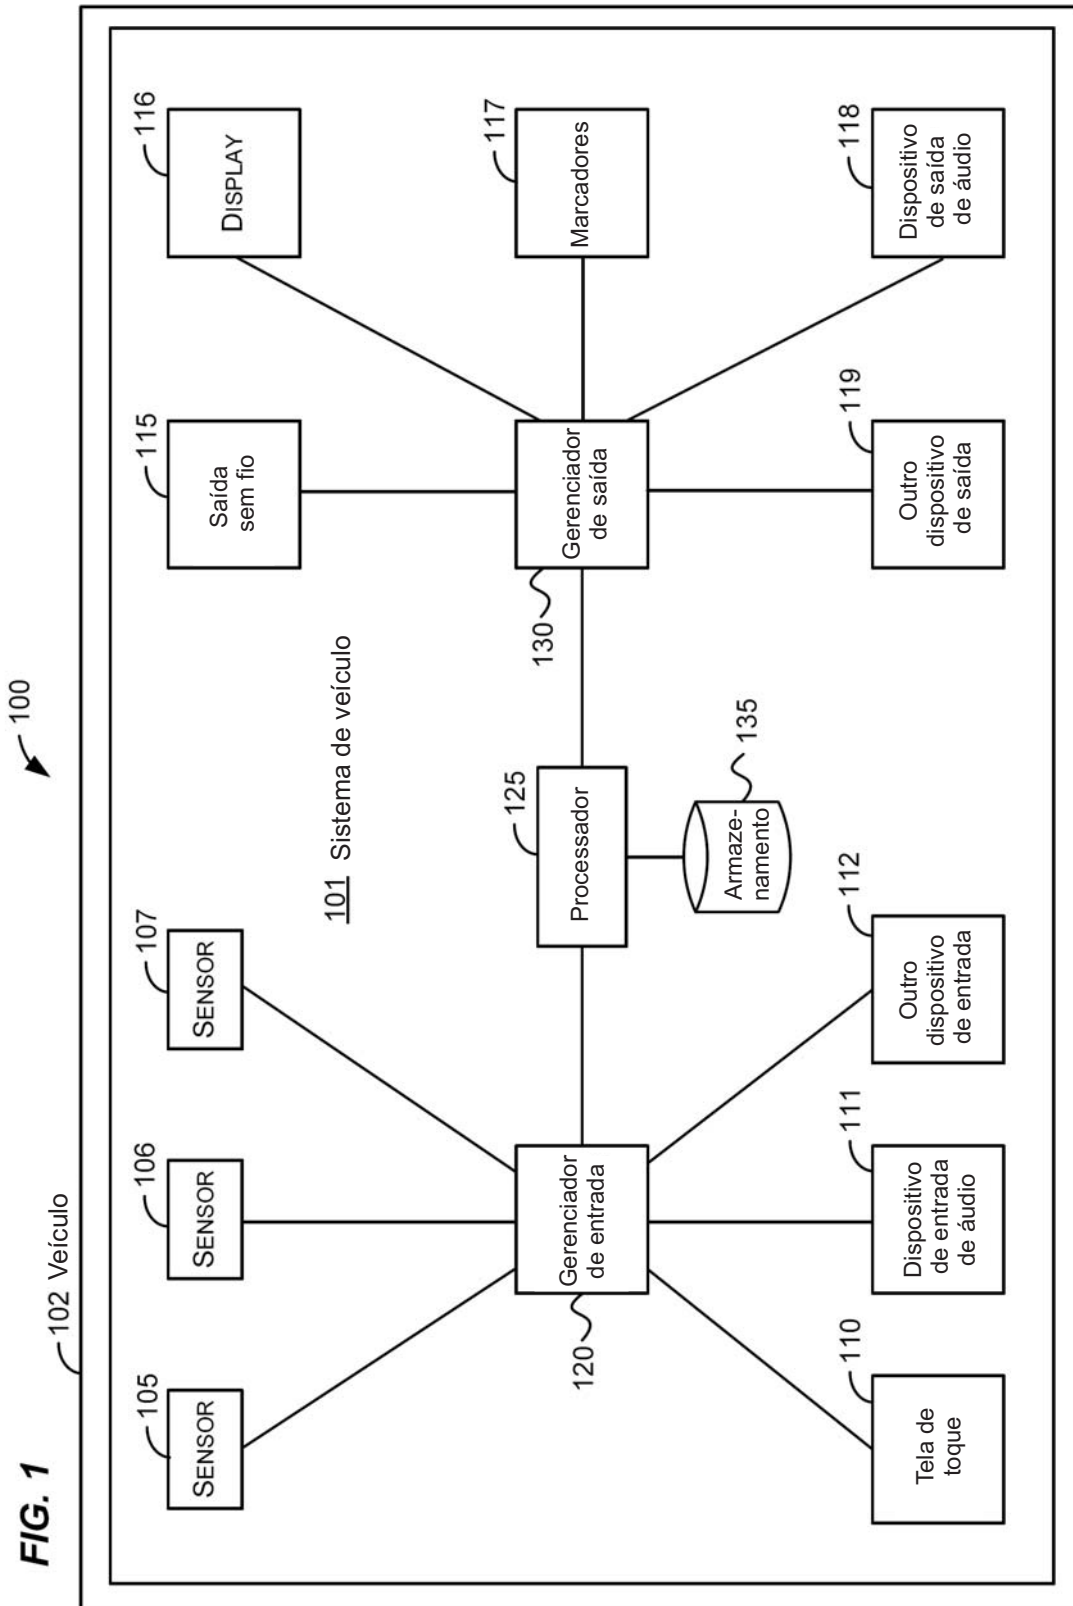 FIG. 1
100
102 Veículo
105
SENSOR
106
SENSOR
107
SENSOR
115
Saída
sem fio
116
DISPLAY
101 Sistema de veículo
120
Gerenciador
de entrada
125
Processador
130
Gerenciador
de saída
117
Marcadores
135
Armaze-
namento
110
Tela de
toque
111
Dispositivo
de entrada
de áudio
112
Outro
dispositivo
de entrada
119
Outro
dispositivo
de saída
118
Dispositivo
de saída
de áudio